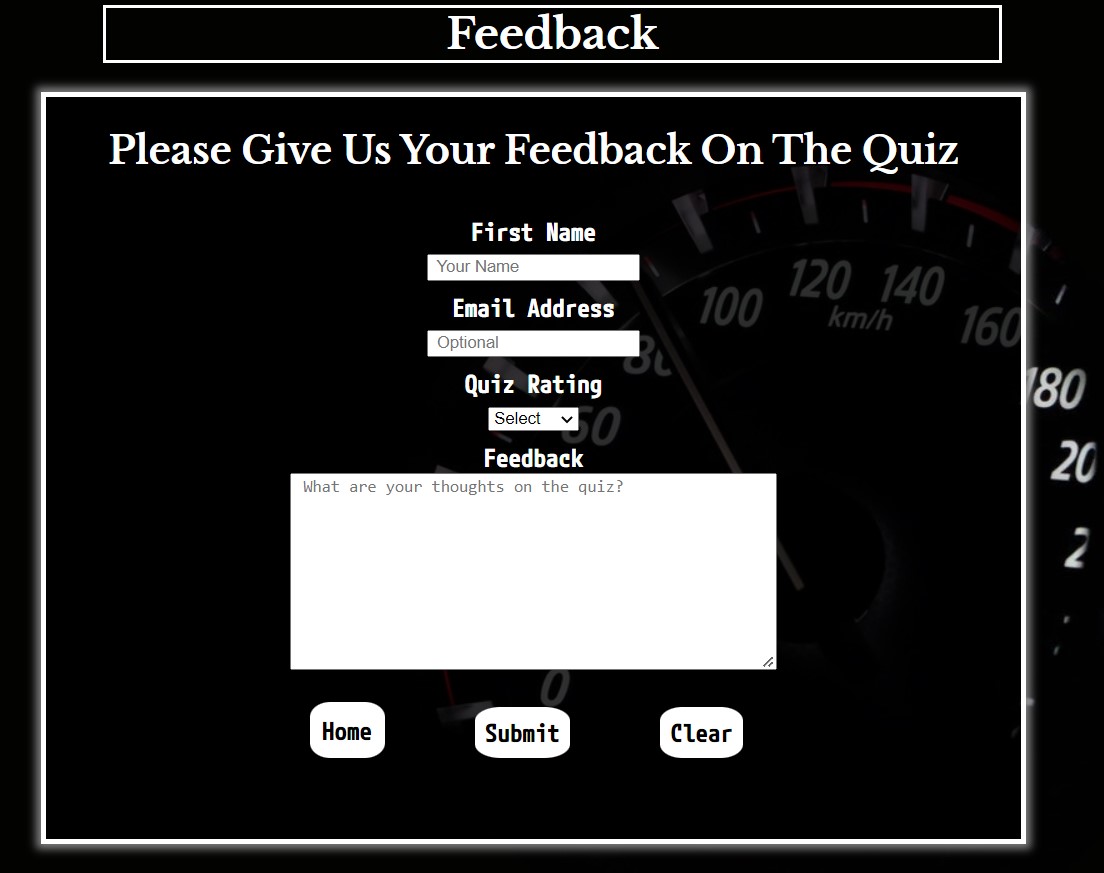 Feedback
Please Give Us Your Feedback On The Quiz
First Name
Your Name
Email Address
Optional
Quiz Rating
Select
Feedback
What are your thoughts on the quiz?
Home
Submit
Clear
0
60
80
100
120
140
km/h
160
180
20
2